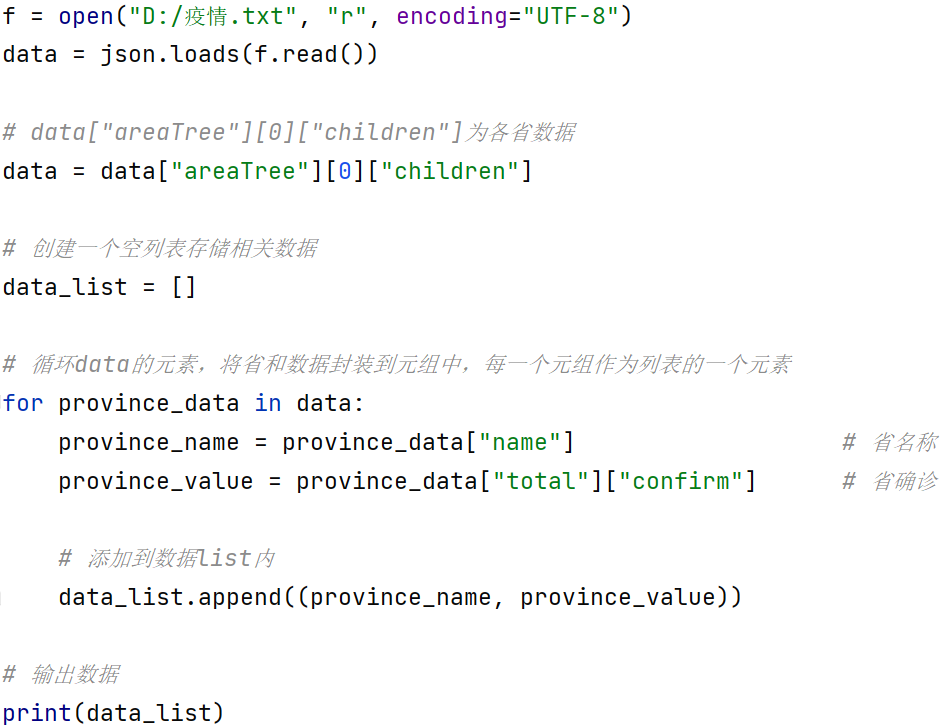 f = open("D:/疫情.txt", "r", encoding="UTF-8")
data = json.loads(f.read())
# data["areaTree"][0]["children"]为各省数据
data = data["areaTree"][0]["children"]
# 创建一个空列表存储相关数据
data_list = []
# 循环data的元素，将省和数据封装到元组中，每一个元组作为列表的一个元素
for province_data in data:
    province_name = province_data["name"]                   # 省名称
    province_value = province_data["total"]["confirm"]      # 省确诊
    # 添加到数据list内
    data_list.append((province_name, province_value))
# 输出数据
print(data_list)